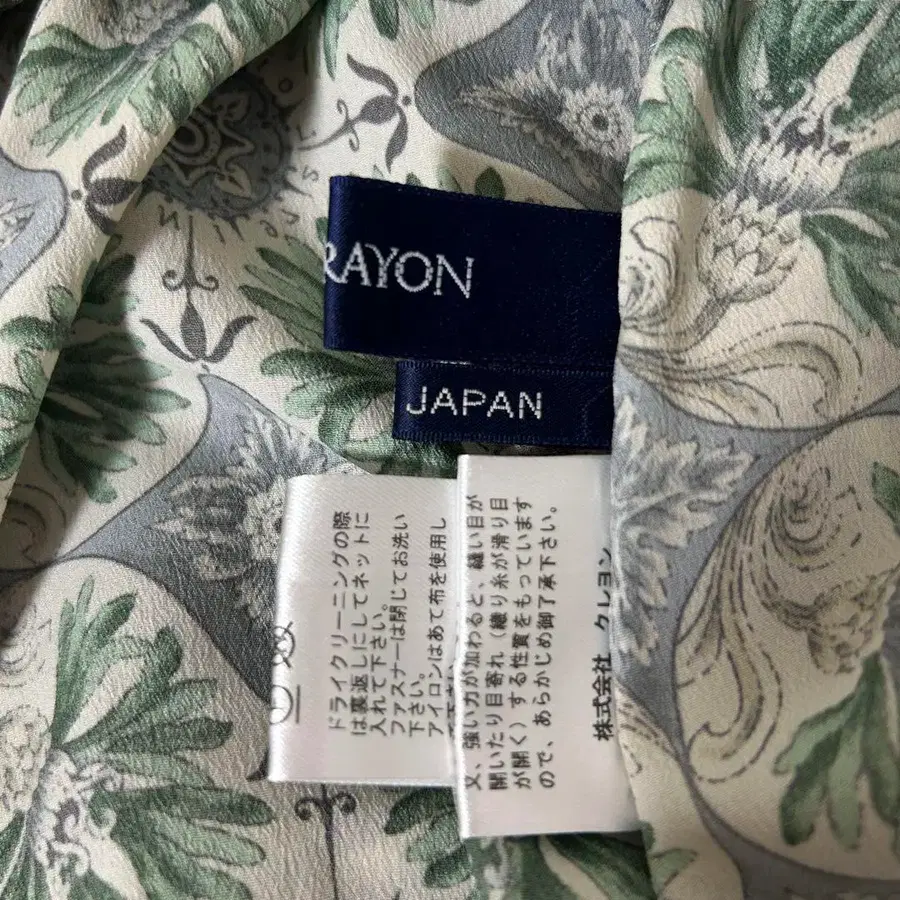 RAYON
JAPAN
ドライクリーニングの際
は裏返しにしてネットに
入れて下さい。
ファスナーは閉じてお洗い
下さい。
アイロンはあて布を使用し
又、強い力が加わると、縫い目が
開いたり目寄れ（織り糸が滑り目
が開く）する性質をもっています
ので、あらかじめ御了承下さい。
株式会社 クレヨン